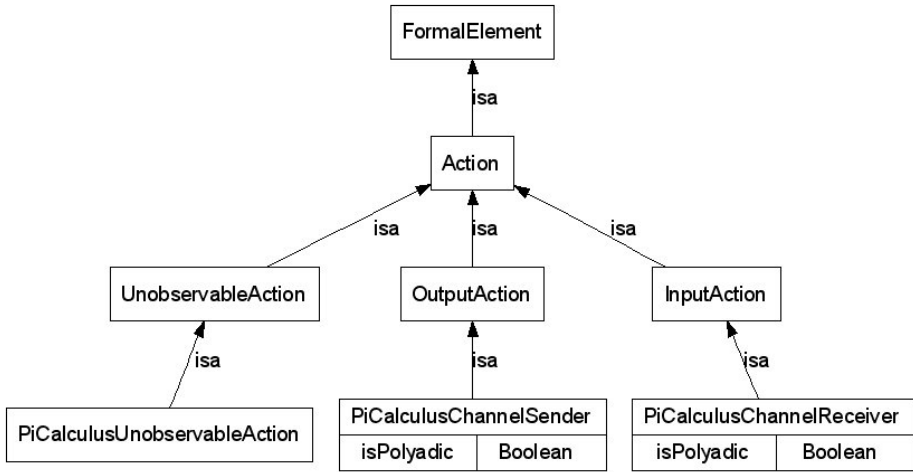 FormalElement
isa
Action
isa isa isa
UnobservableAction OutputAction InputAction
isa isa isa
PiCalculusUnobservableAction PiCalculusChannelSender PiCalculusChannelReceiver
isPolyadic Boolean isPolyadic Boolean